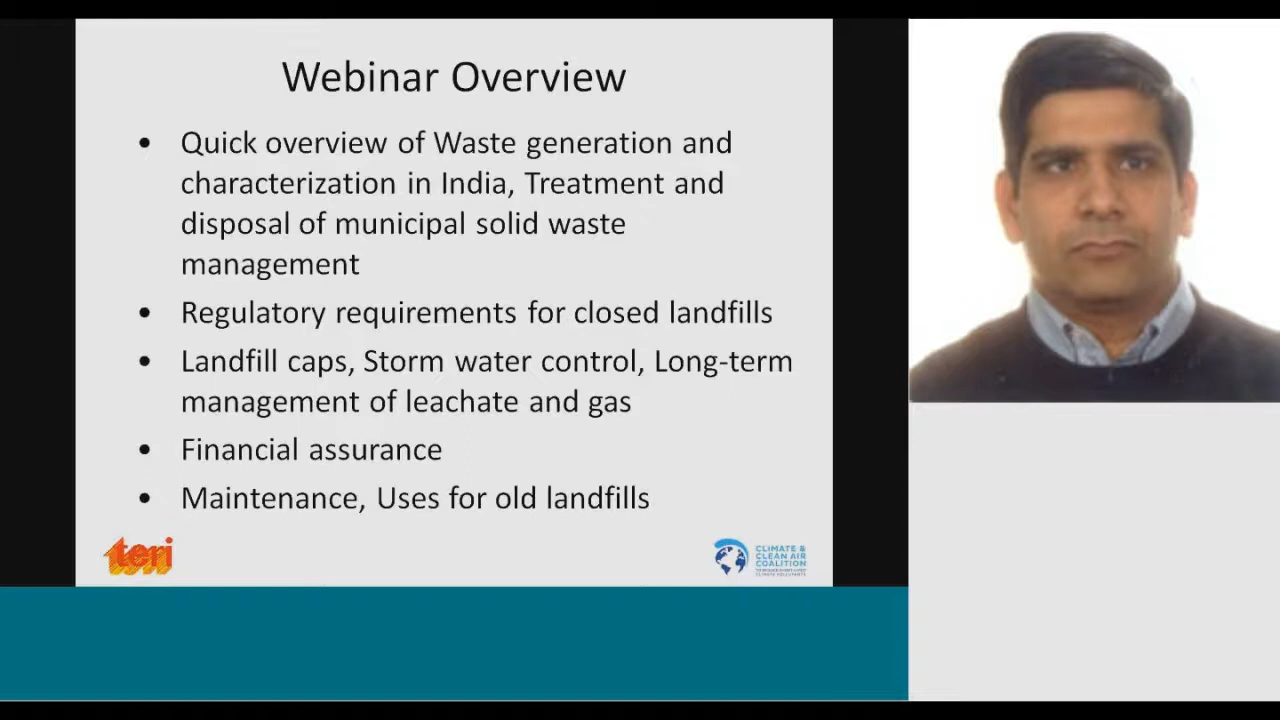 Webinar Overview
• Quick overview of Waste generation and
characterization in India, Treatment and
disposal of municipal solid waste
management
• Regulatory requirements for closed landfills
• Landfill caps, Storm water control, Long-term
management of leachate and gas
• Financial assurance
• Maintenance, Uses for old landfills
teri
CLIMATE &
CLEAN AIR
COALITION